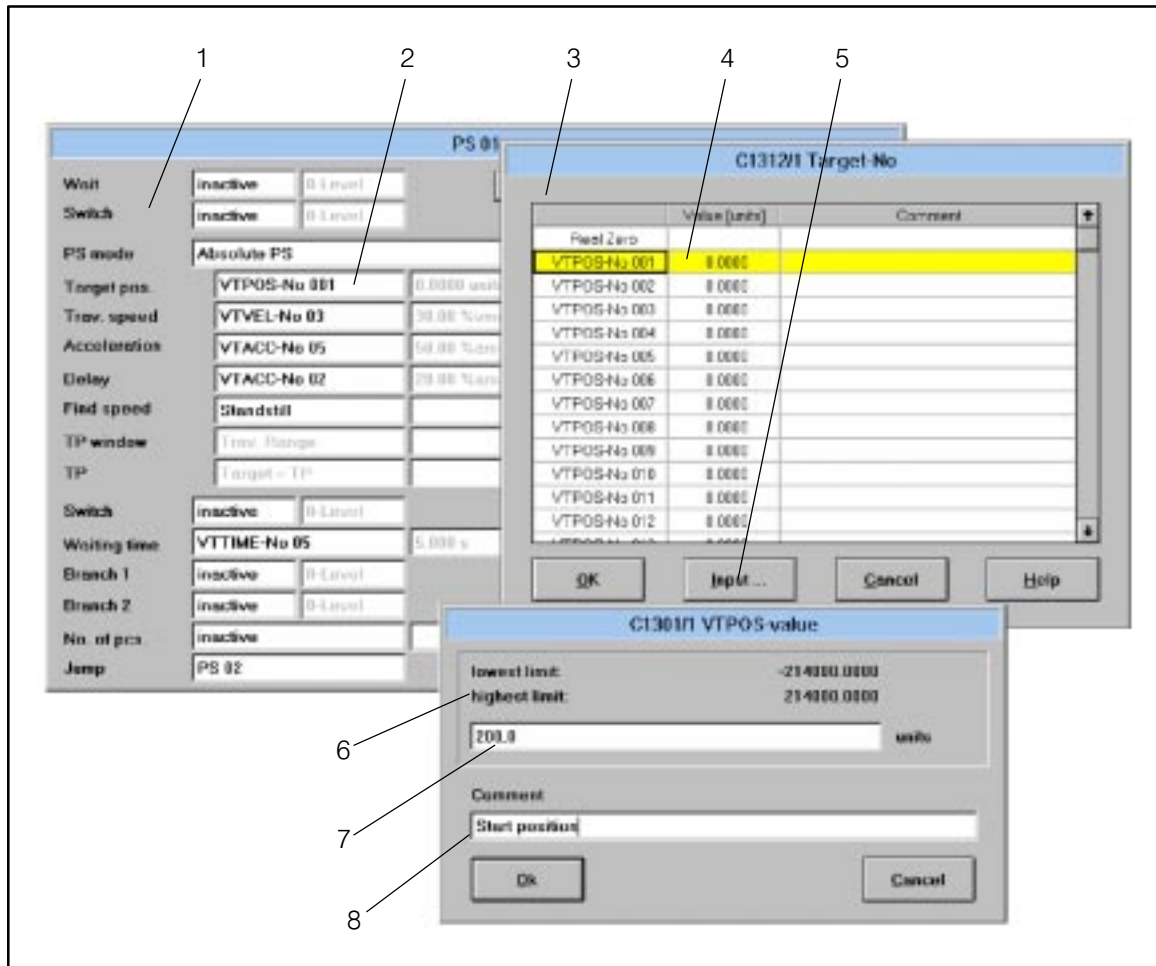 1 2 3 4 5
PS 01
Wait inactive 0-Level
Switch inactive 0-Level
PS mode Absolute PS
Target pos. VTPOS-No 001 0.0000 units
Trav. speed VTVEL-No 03 30.00
Acceleration VTACC-No 05 50.00
Delay VTACC-No 02 20.00
Find speed Standstill
TP window Trav. Range
TP Target - TP
Switch inactive 0-Level
Waiting time VTTIME-No 05 5.000 s
Branch 1 inactive 0-Level
Branch 2 inactive 0-Level
No. of pcs. inactive
Jump PS 02
C1312/1 Target-No
Value [units] Comment
Real Zero
VTPOS-No 001 0.0000
VTPOS-No 002 0.0000
VTPOS-No 003 0.0000
VTPOS-No 004 0.0000
VTPOS-No 005 0.0000
VTPOS-No 006 0.0000
VTPOS-No 007 0.0000
VTPOS-No 008 0.0000
VTPOS-No 009 0.0000
VTPOS-No 010 0.0000
VTPOS-No 011 0.0000
VTPOS-No 012 0.0000
OK Input ... Cancel Help
C1301/1 VTPOS-value
lowest limit: -214000.0000
highest limit: 214000.0000
200.0 units
Comment
Start position
Ok Cancel
6
7
8